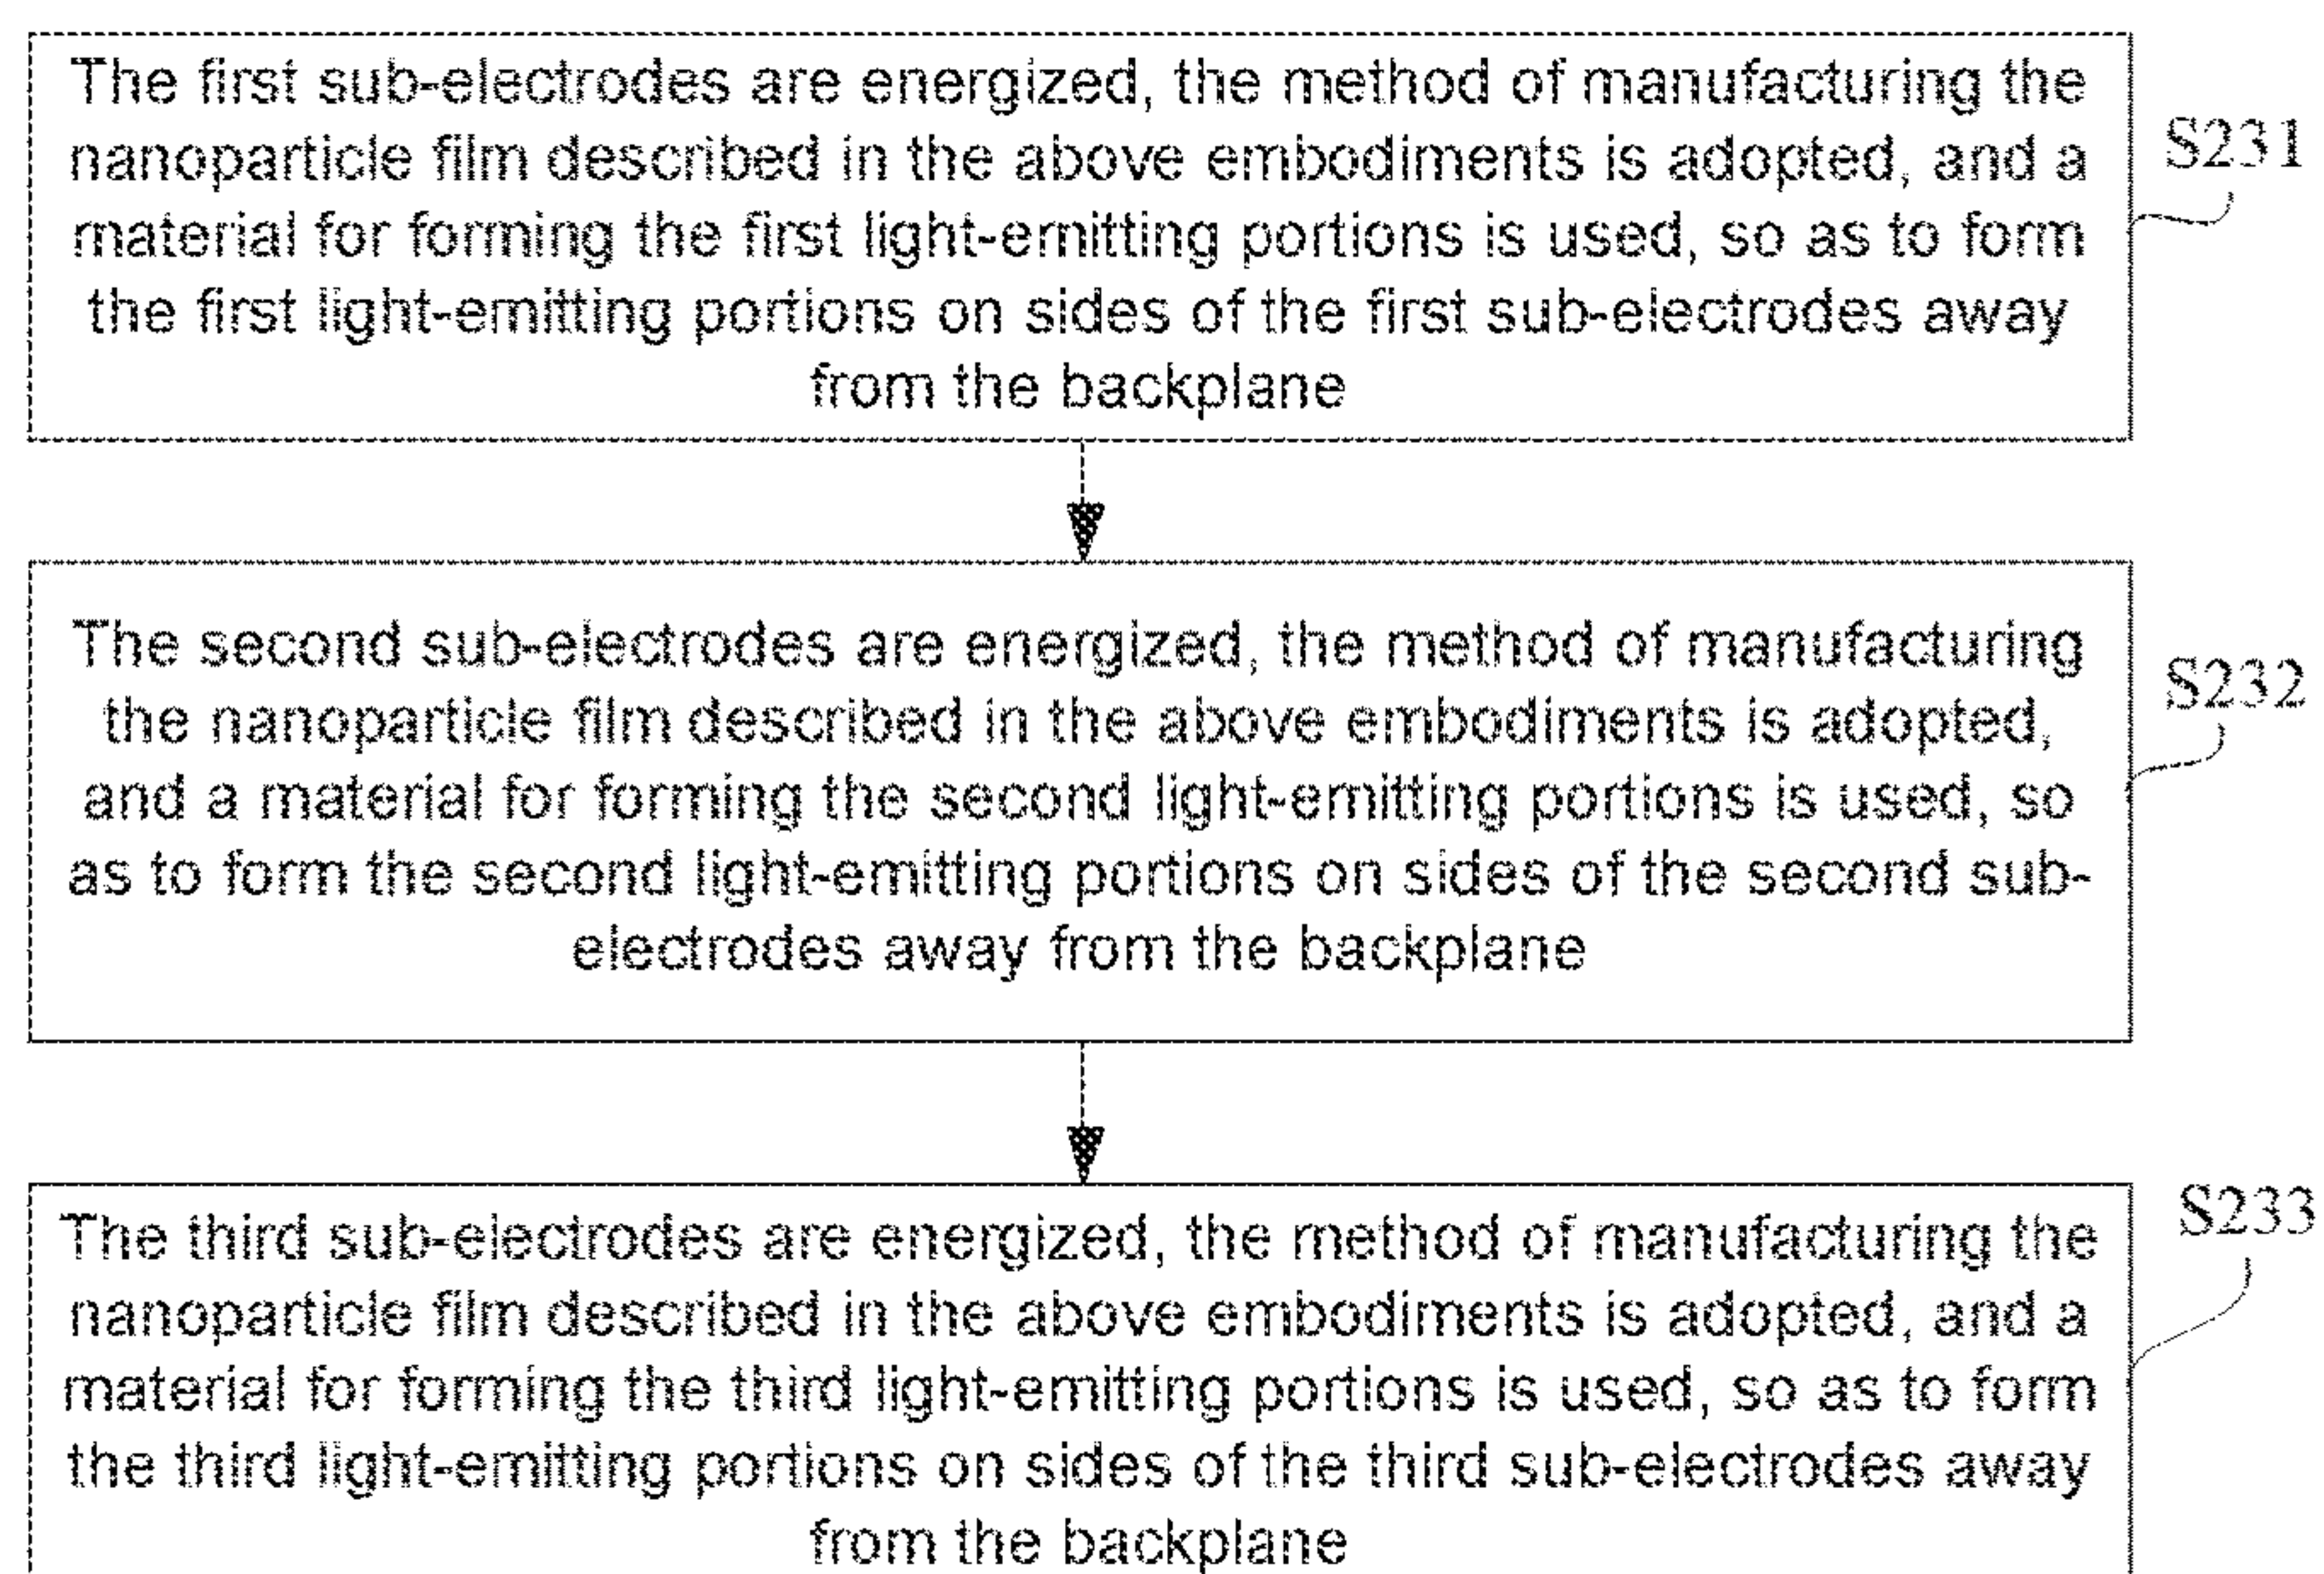 The first sub-electrodes are energized, the method of manufacturing the
nanoparticle film described in the above embodiments is adopted, and a
material for forming the first light-emitting portions is used, so as to form
the first light-emitting portions on sides of the first sub-electrodes away
from the backplane
S231
The second sub-electrodes are energized, the method of manufacturing
the nanoparticle film described in the above embodiments is adopted,
and a material for forming the second light-emitting portions is used, so
as to form the second light-emitting portions on sides of the second sub-
electrodes away from the backplane
S232
The third sub-electrodes are energized, the method of manufacturing the
nanoparticle film described in the above embodiments is adopted, and a
material for forming the third light-emitting portions is used, so as to form
the third light-emitting portions on sides of the third sub-electrodes away
from the backplane
S233